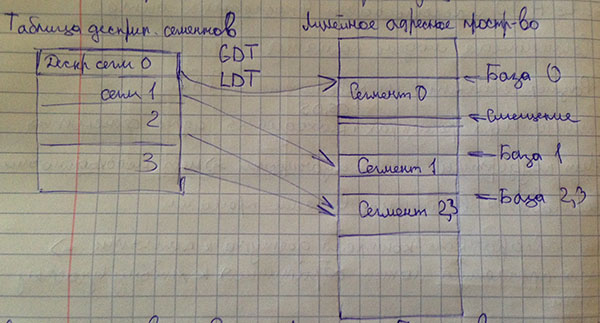 Таблица дескрип. сегментов
GDT
LDT
Дескр сегм 0
сегм 1
2
3
Линейное адресное простр-во
Сегмент 0
Сегмент 1
Сегмент 2,3
База 0
Смещение
База 1
База 2,3